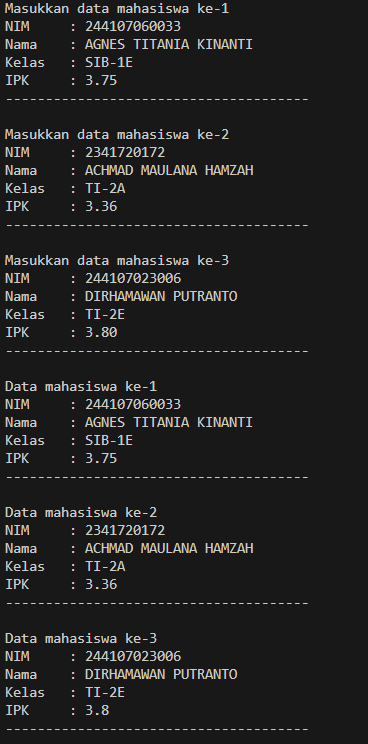 Masukkan data mahasiswa ke-1
NIM     : 244107060033
Nama    : AGNES TITANIA KINANTI
Kelas   : SIB-1E
IPK     : 3.75
--------------------------------------
Masukkan data mahasiswa ke-2
NIM     : 2341720172
Nama    : ACHMAD MAULANA HAMZAH
Kelas   : TI-2A
IPK     : 3.36
--------------------------------------
Masukkan data mahasiswa ke-3
NIM     : 244107023006
Nama    : DIRHAMAWAN PUTRANTO
Kelas   : TI-2E
IPK     : 3.80
--------------------------------------
Data mahasiswa ke-1
NIM     : 244107060033
Nama    : AGNES TITANIA KINANTI
Kelas   : SIB-1E
IPK     : 3.75
--------------------------------------
Data mahasiswa ke-2
NIM     : 2341720172
Nama    : ACHMAD MAULANA HAMZAH
Kelas   : TI-2A
IPK     : 3.36
--------------------------------------
Data mahasiswa ke-3
NIM     : 244107023006
Nama    : DIRHAMAWAN PUTRANTO
Kelas   : TI-2E
IPK     : 3.8
--------------------------------------